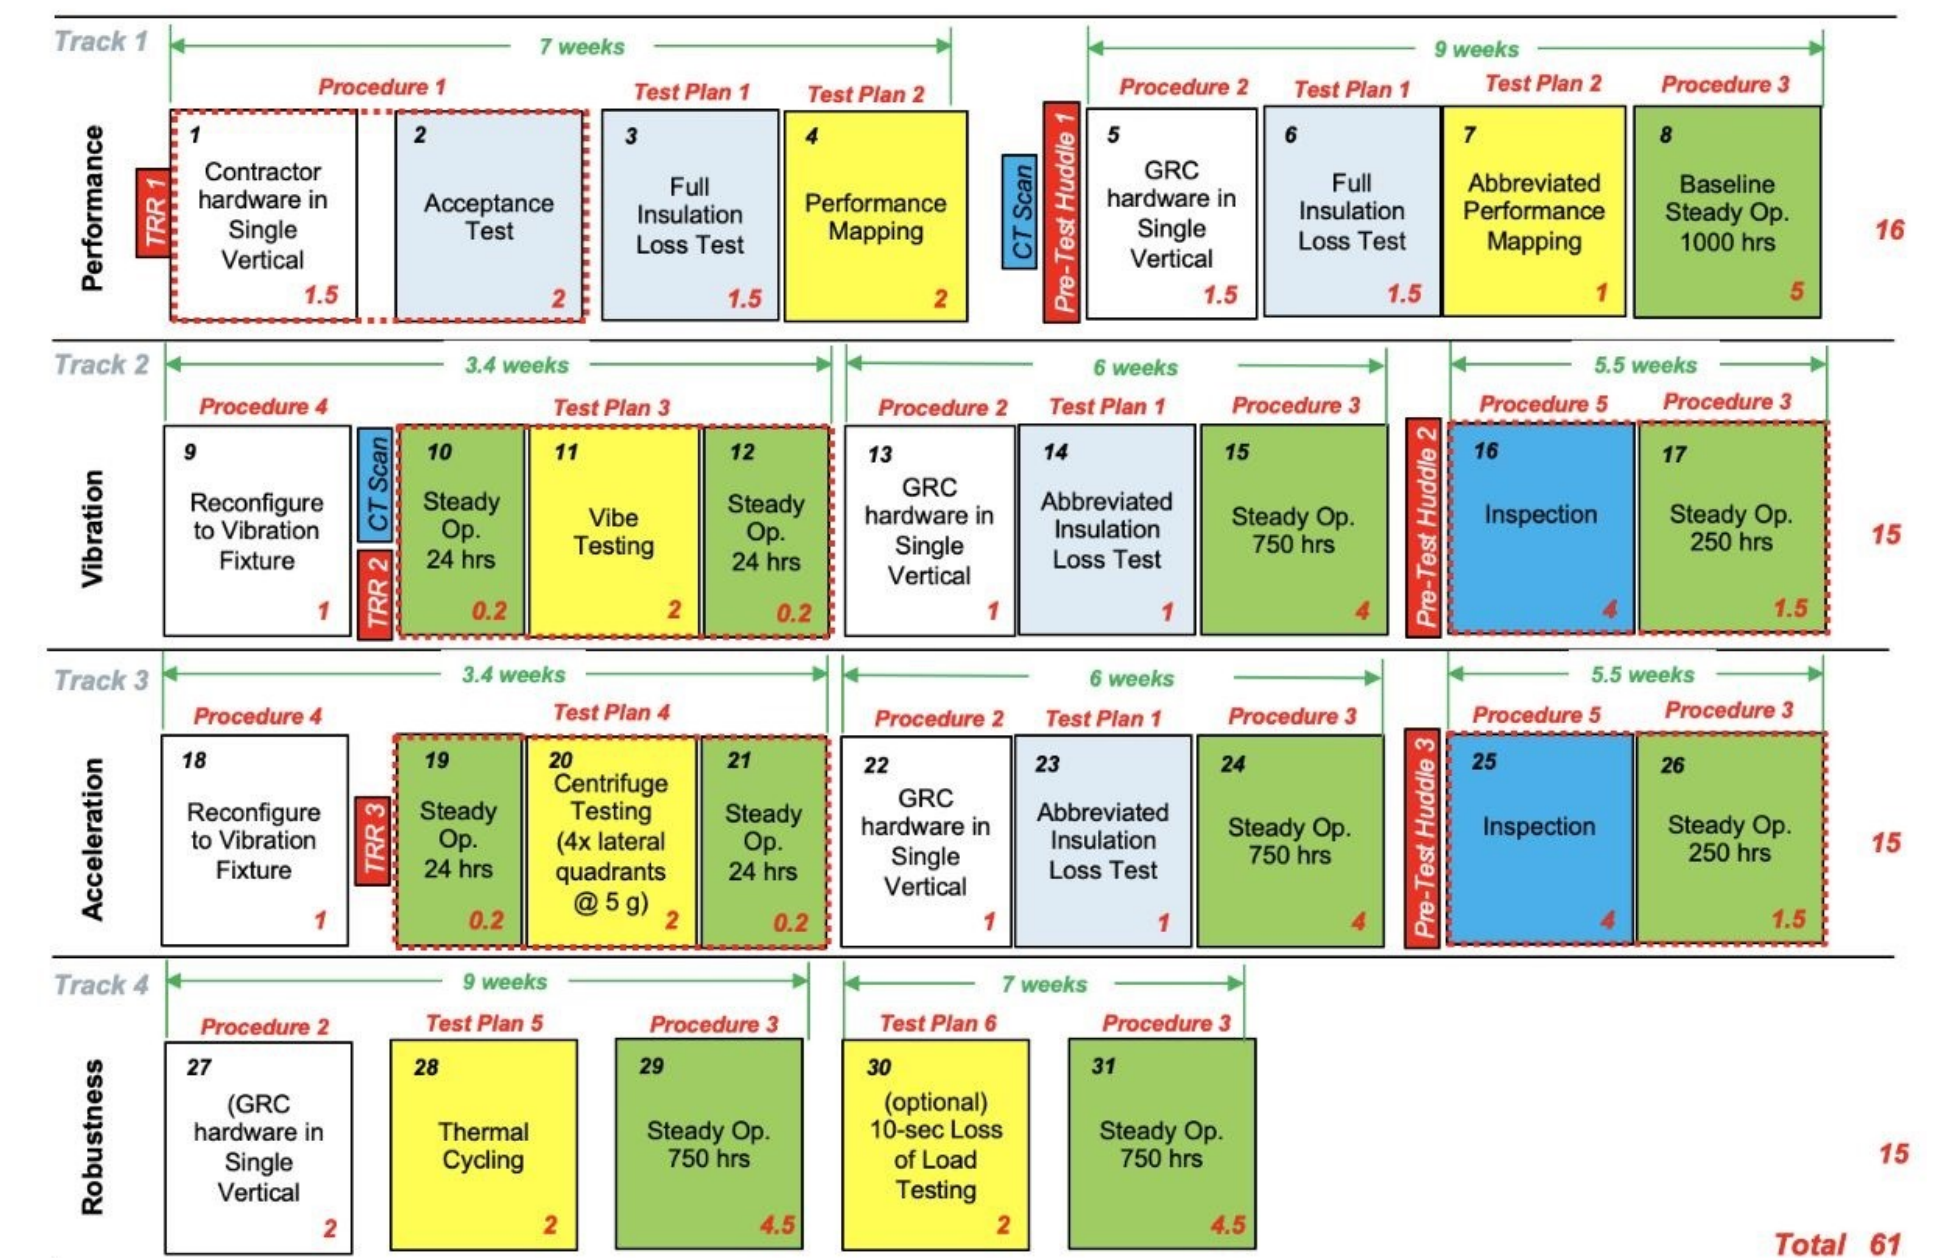 Track 1
7 weeks
9 weeks
Procedure 1
Test Plan 1
Test Plan 2
Procedure 2
Test Plan 1
Test Plan 2
Procedure 3
Performance
TRR 1
1
Contractor
hardware in
Single
Vertical
1.5
2
Acceptance
Test
2
3
Full
Insulation
Loss Test
1.5
4
Performance
Mapping
2
CT Scan
Pre-Test Huddle 1
5
GRC
hardware in
Single
Vertical
1.5
6
Full
Insulation
Loss Test
1.5
7
Abbreviated
Performance
Mapping
1
8
Baseline
Steady Op.
1000 hrs
5
16
Track 2
3.4 weeks
6 weeks
5.5 weeks
Procedure 4
Test Plan 3
Procedure 2
Test Plan 1
Procedure 3
Procedure 5
Procedure 3
Vibration
9
Reconfigure
to Vibration
Fixture
1
CT Scan
TRR 2
10
Steady
Op.
24 hrs
0.2
11
Vibe
Testing
2
12
Steady
Op.
24 hrs
0.2
13
GRC
hardware in
Single
Vertical
1
14
Abbreviated
Insulation
Loss Test
1
15
Steady Op.
750 hrs
4
Pre-Test Huddle 2
16
Inspection
4
17
Steady Op.
250 hrs
1.5
15
Track 3
3.4 weeks
6 weeks
5.5 weeks
Procedure 4
Test Plan 4
Procedure 2
Test Plan 1
Procedure 3
Procedure 5
Procedure 3
Acceleration
18
Reconfigure
to Vibration
Fixture
1
TRR 3
19
Steady
Op.
24 hrs
0.2
20
Centrifuge
Testing
(4x lateral
quadrants
@ 5 g)
2
21
Steady
Op.
24 hrs
0.2
22
GRC
hardware in
Single
Vertical
1
23
Abbreviated
Insulation
Loss Test
1
24
Steady Op.
750 hrs
4
Pre-Test Huddle 3
25
Inspection
4
26
Steady Op.
250 hrs
1.5
15
Track 4
9 weeks
7 weeks
Procedure 2
Test Plan 5
Procedure 3
Test Plan 6
Procedure 3
Robustness
27
(GRC
hardware in
Single
Vertical
2
28
Thermal
Cycling
2
29
Steady Op.
750 hrs
4.5
30
(optional)
10-sec Loss
of Load
Testing
2
31
Steady Op.
750 hrs
4.5
15
Total 61